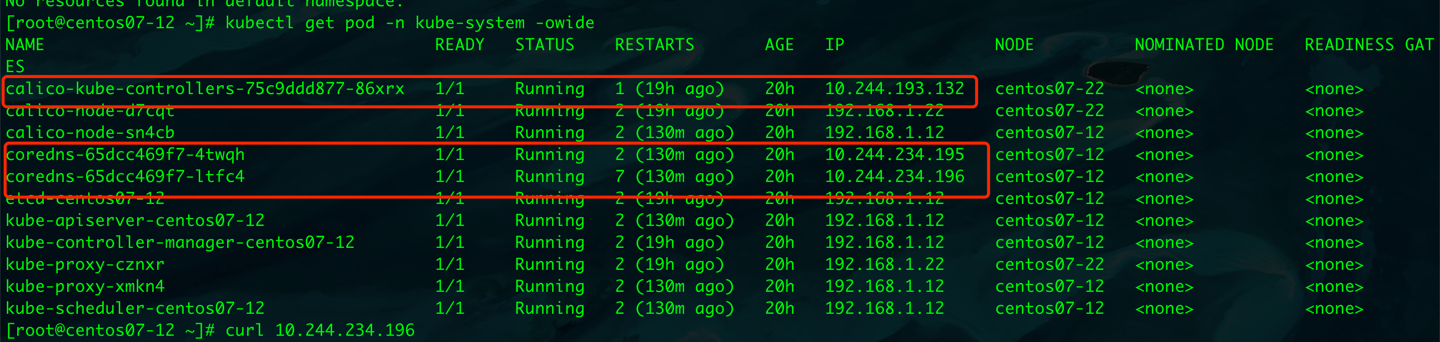 No resources found in default namespace.
[root@centos07-12 ~]# kubectl get pod -n kube-system -owide
NAME READY STATUS RESTARTS AGE IP NODE NOMINATED NODE READINESS GAT
ES
calico-kube-controllers-75c9ddd877-86xrx 1/1 Running 1 (19h ago) 20h 10.244.193.132 centos07-22 <none> <none>
calico-node-d7cqt 1/1 Running 2 (19h ago) 20h 192.168.1.22 centos07-22 <none> <none>
calico-node-sn4cb 1/1 Running 2 (130m ago) 20h 192.168.1.12 centos07-12 <none> <none>
coredns-65dcc469f7-4twqh 1/1 Running 2 (130m ago) 20h 10.244.234.195 centos07-12 <none> <none>
coredns-65dcc469f7-ltfc4 1/1 Running 7 (130m ago) 20h 10.244.234.196 centos07-12 <none> <none>
etcd-centos07-12 1/1 Running 2 (19h ago) 20h 192.168.1.12 centos07-12 <none> <none>
kube-apiserver-centos07-12 1/1 Running 2 (130m ago) 20h 192.168.1.12 centos07-12 <none> <none>
kube-controller-manager-centos07-12 1/1 Running 2 (19h ago) 20h 192.168.1.12 centos07-12 <none> <none>
kube-proxy-cznxr 1/1 Running 2 (19h ago) 20h 192.168.1.22 centos07-22 <none> <none>
kube-proxy-xmkn4 1/1 Running 2 (130m ago) 20h 192.168.1.12 centos07-12 <none> <none>
kube-scheduler-centos07-12 1/1 Running 2 (130m ago) 20h 192.168.1.12 centos07-12 <none> <none>
[root@centos07-12 ~]# curl 10.244.234.196